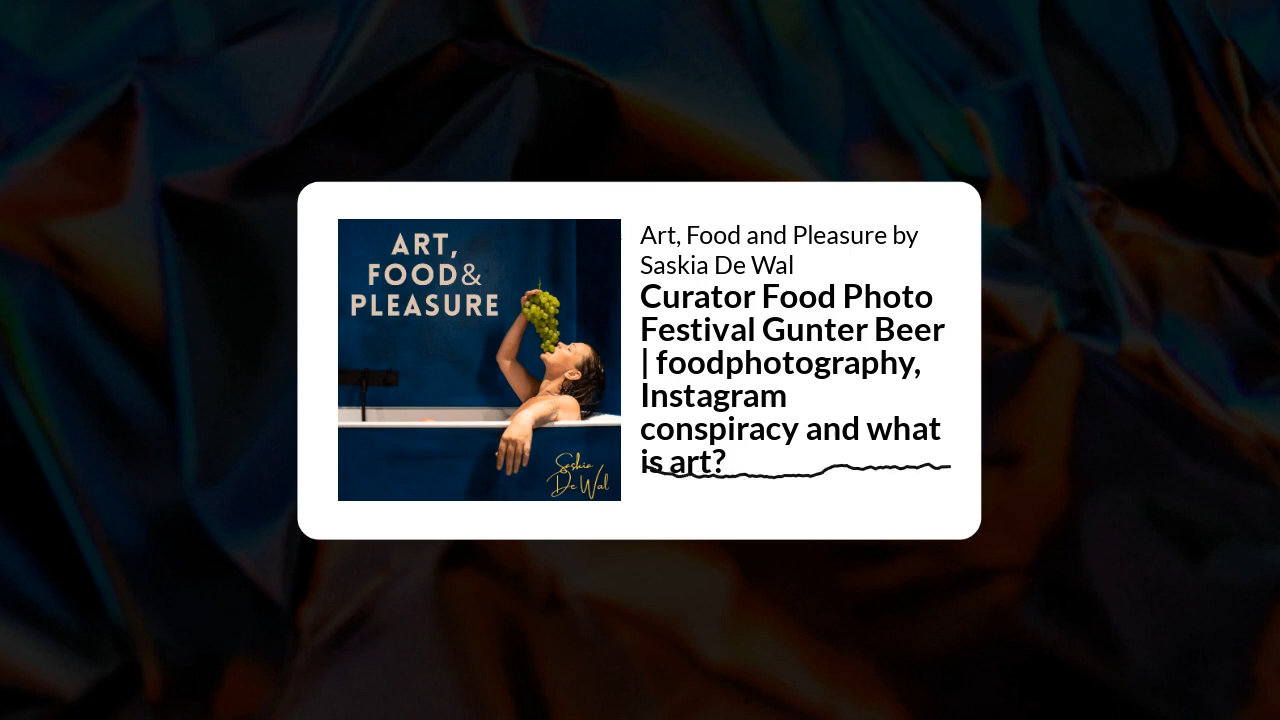 ART,
FOOD&
PLEASURE
Saskia
De Wal
Art, Food and Pleasure by
Saskia De Wal
Curator Food Photo
Festival Gunter Beer
| foodphotography,
Instagram
conspiracy and what
is art?